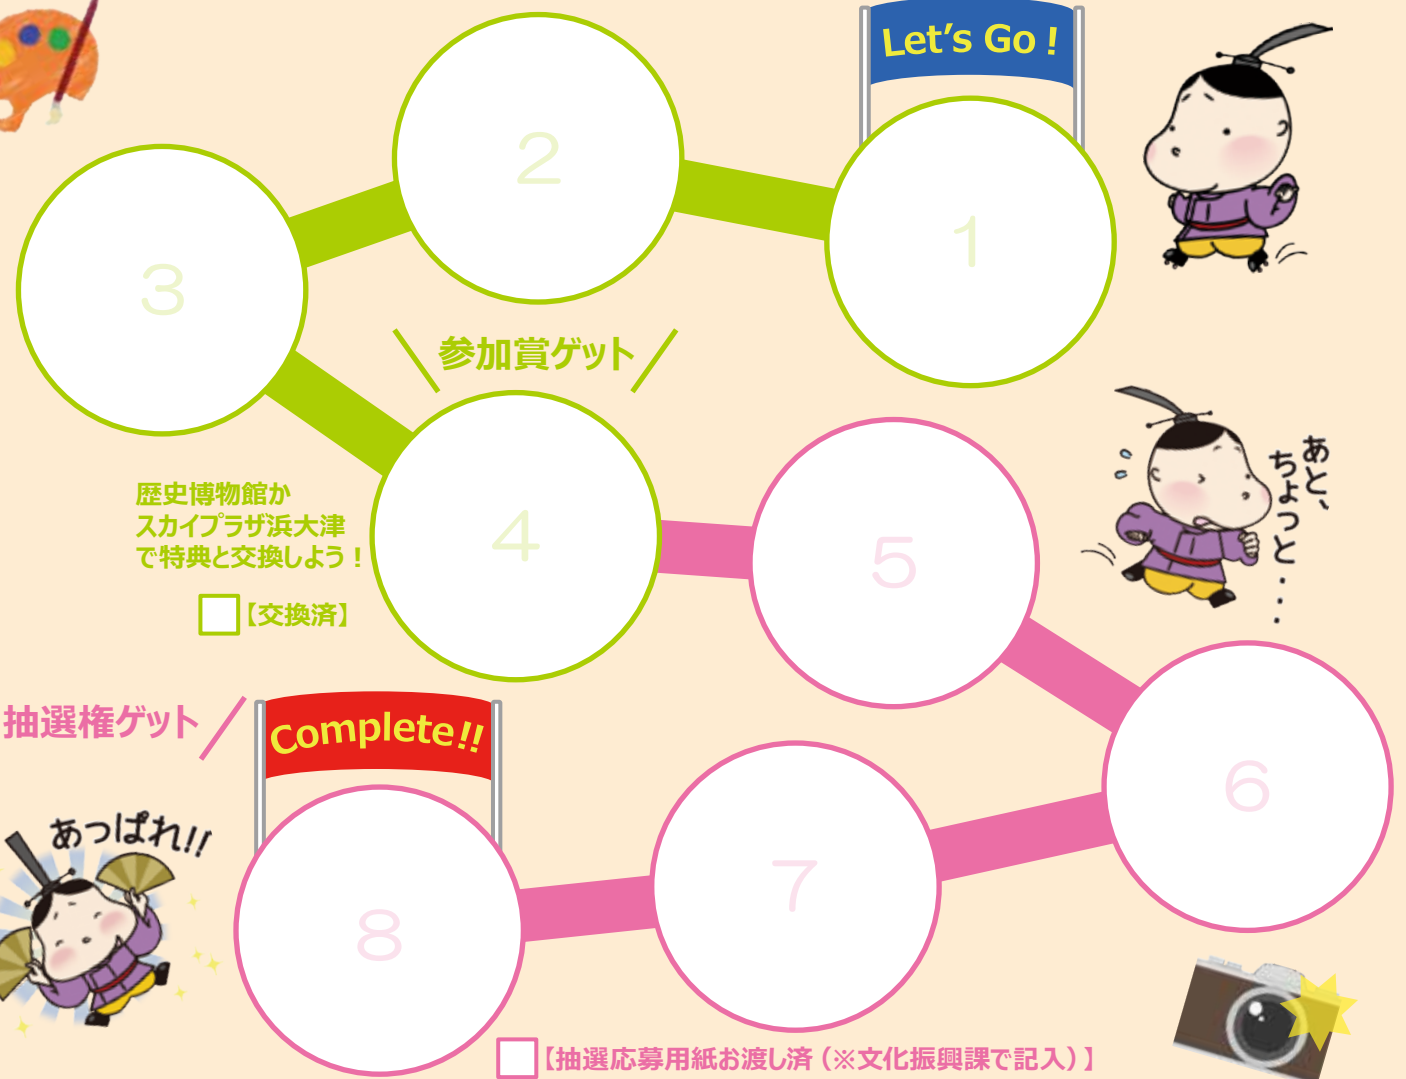 Let's Go !
1
2
3
参加賞ゲット
4
歴史博物館か
スカイプラザ浜大津
で特典と交換しよう！
【交換済】
5
あと、
ちょっと・・・
6
7
抽選権ゲット
Complete!!
8
あっぱれ!!
【抽選応募用紙お渡し済（※文化振興課で記入）】